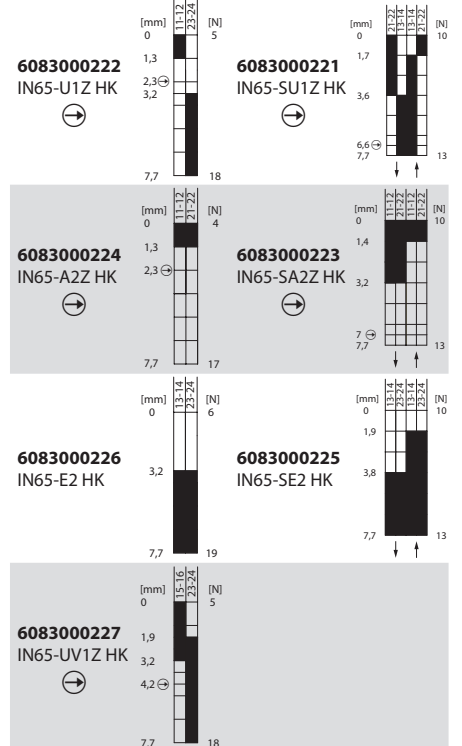 [mm] 11-12 23-24 [N]
0 5
1,3
6083000222
2,3
IN65-U1Z HK
3,2
7,7 18
[mm] 21-22 13-14 13-14 21-22 [N]
0 10
1,7
6083000221
IN65-SU1Z HK
3,6
6,6
7,7 13
[mm] 11-12 21-22 [N]
0 4
1,3
6083000224
2,3
IN65-A2Z HK
7,7 17
[mm] 11-12 21-22 11-12 21-22 [N]
0 10
1,4
6083000223
IN65-SA2Z HK
3,2
7
7,7 13
[mm] 13-14 23-24 [N]
0 6
6083000226
3,2
IN65-E2 HK
7,7 19
[mm] 13-14 23-24 13-14 23-24 [N]
0 10
1,9
6083000225
3,8
IN65-SE2 HK
7,7 13
[mm] 15-16 23-24 [N]
0 5
6083000227
1,9
IN65-UV1Z HK
3,2
4,2
7,7 18